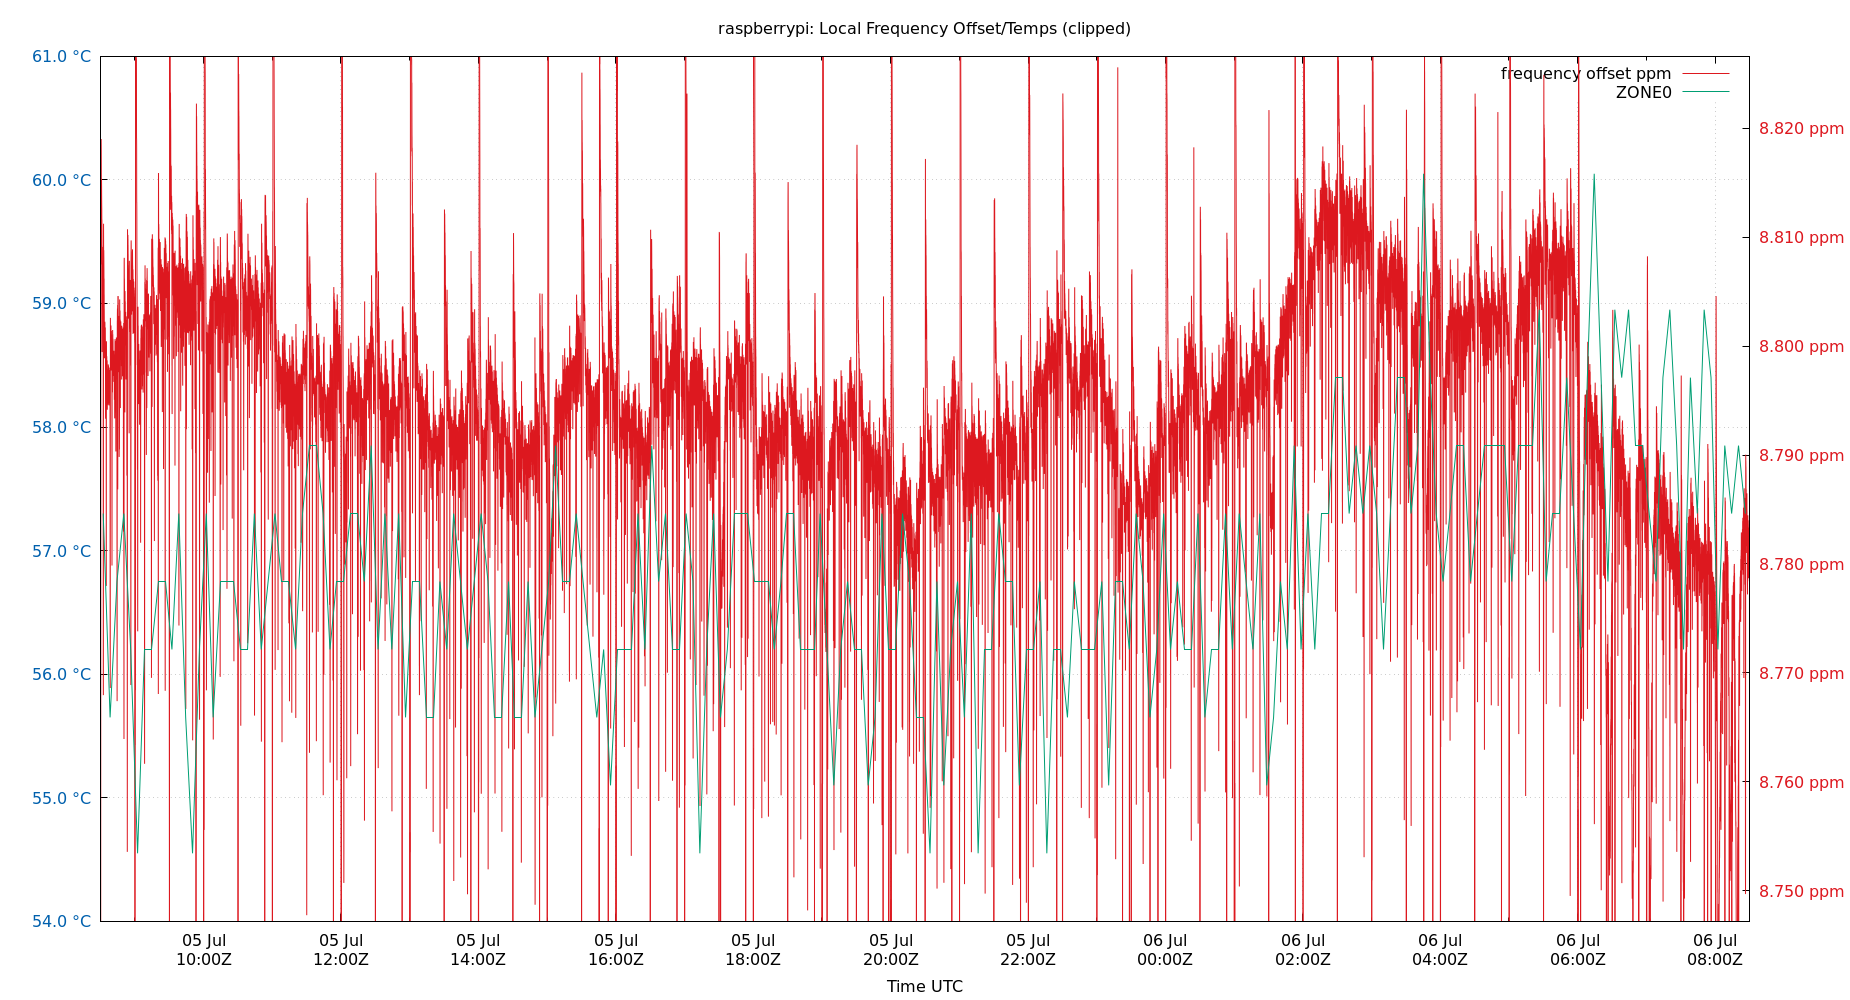 raspberrypi: Local Frequency Offset/Temps (clipped)
61.0 °C
60.0 °C
59.0 °C
58.0 °C
57.0 °C
56.0 °C
55.0 °C
54.0 °C
frequency offset ppm
ZONE0
8.820 ppm
8.810 ppm
8.800 ppm
8.790 ppm
8.780 ppm
8.770 ppm
8.760 ppm
8.750 ppm
05 Jul
10:00Z
05 Jul
12:00Z
05 Jul
14:00Z
05 Jul
16:00Z
05 Jul
18:00Z
05 Jul
20:00Z
05 Jul
22:00Z
06 Jul
00:00Z
06 Jul
02:00Z
06 Jul
04:00Z
06 Jul
06:00Z
06 Jul
08:00Z
Time UTC